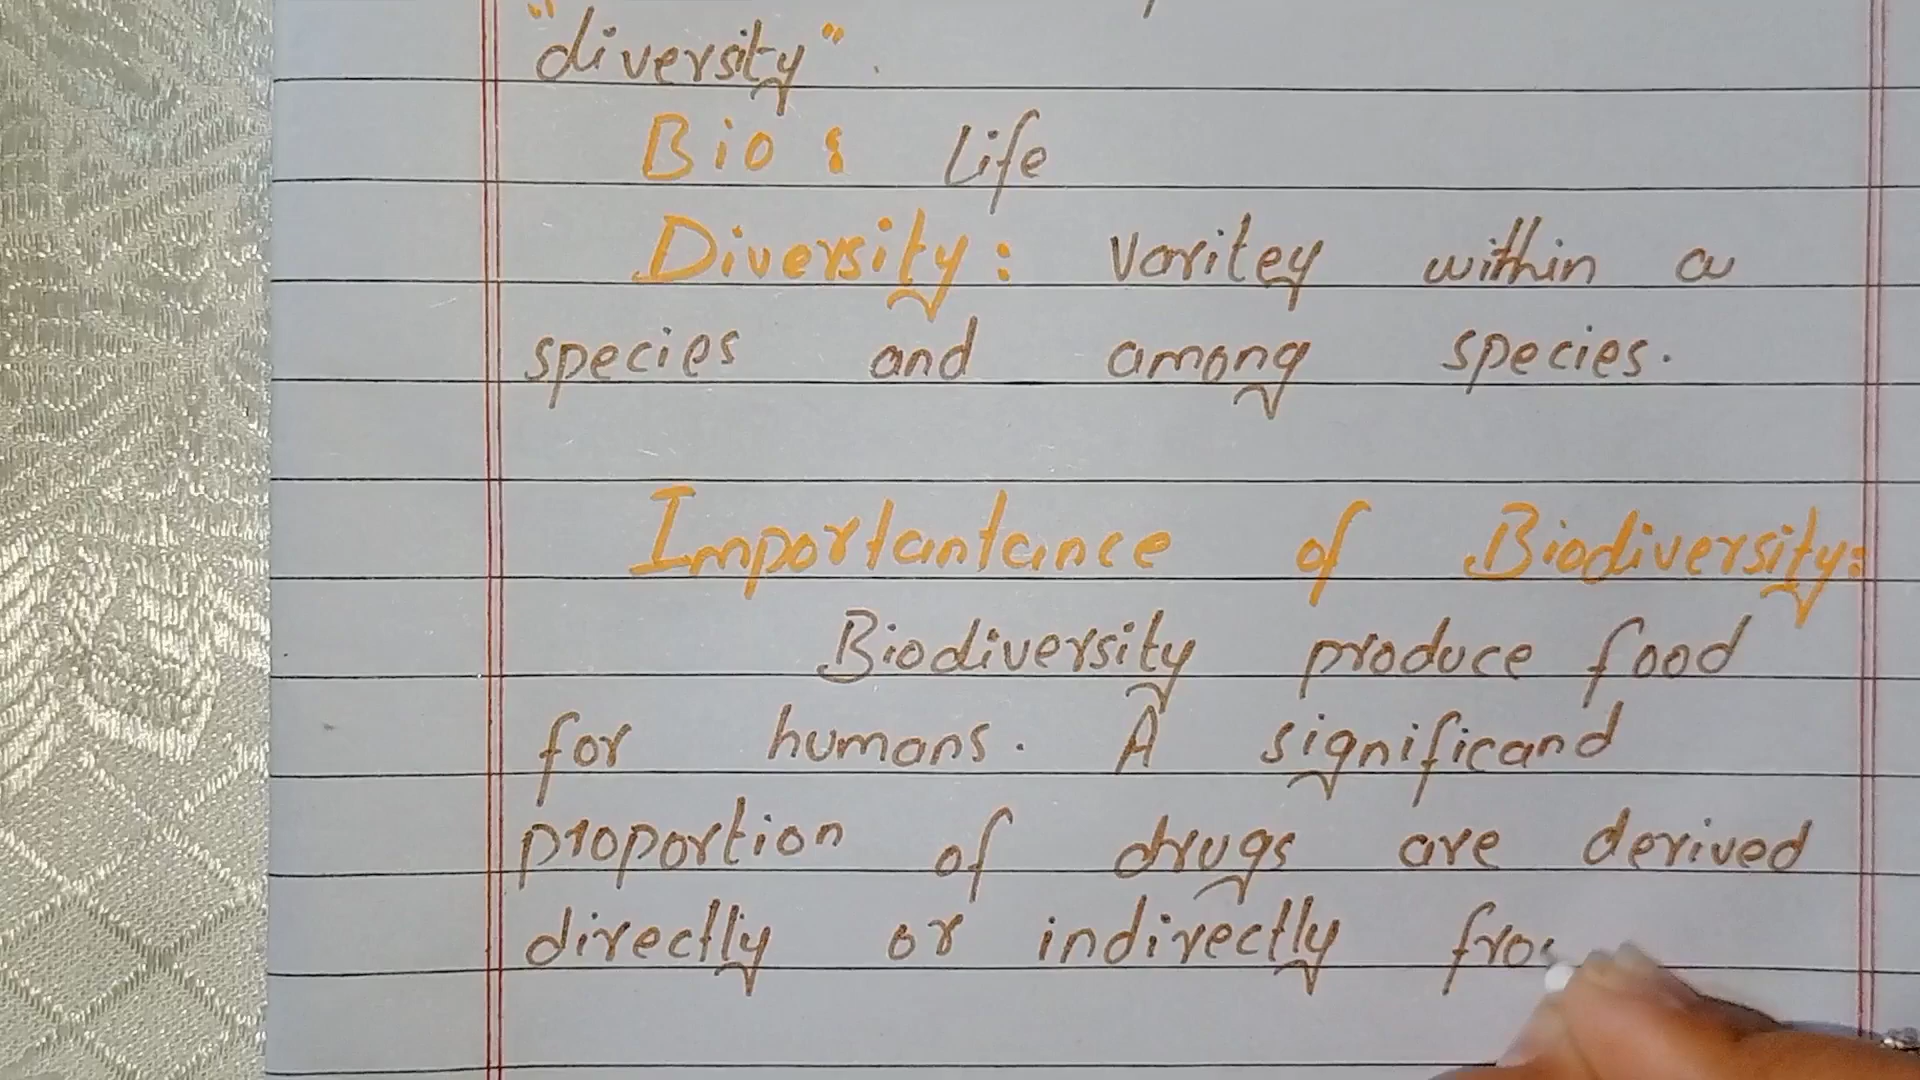 "diversity".
Bio: Life
Diversity: Varitey within a
species and among species.
Importantance of Biodiversity:
Biodiversity produce food
for humans. A significand
proportion of drugs are derived
directly or indirectly fro